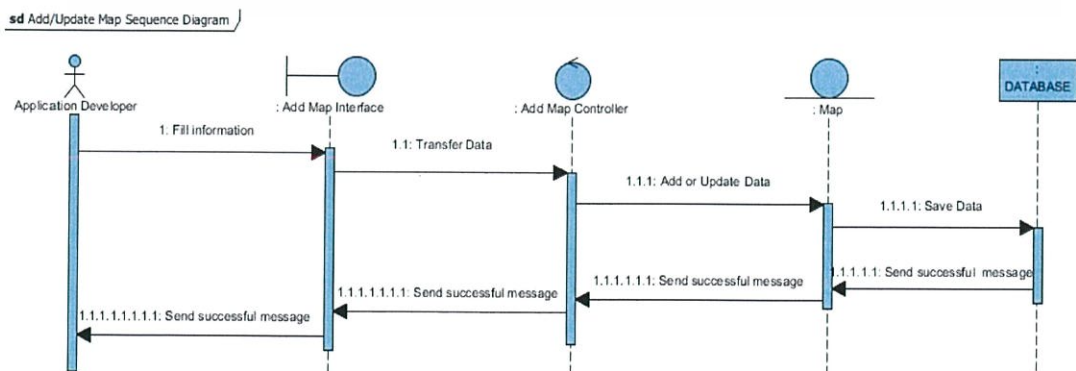 sd Add/Update Map Sequence Diagram
Application Developer
: Add Map Interface
: Add Map Controller
: Map
:
DATABASE
1: Fill information
1.1: Transfer Data
1.1.1: Add or Update Data
1.1.1.1: Save Data
1.1.1.1.1: Send successful message
1.1.1.1.1.1: Send successful message
1.1.1.1.1.1.1: Send successful message
1.1.1.1.1.1.1.1: Send successful message